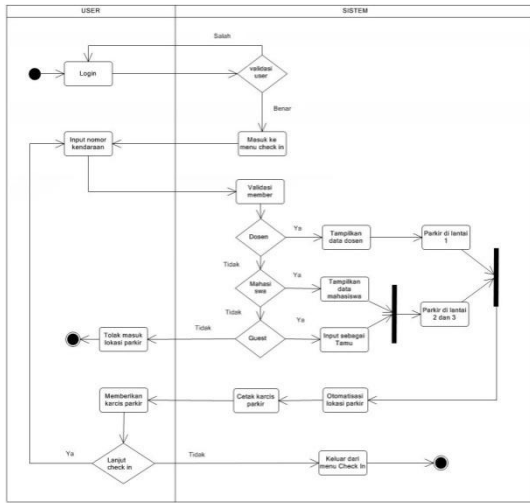 USER
SISTEM
Salah
Login
validasi
user
Benar
Input nomor
kendaraan
Masuk ke
menu check in
Validasi
member
Dosen
Ya
Tampilkan
data dosen
Parkir di lantai
1
Tidak
Mahasi
swa
Ya
Tampilkan
data mahasiswa
Parkir di lantai
2 dan 3
Tidak
Tolak masuk
lokasi parkir
Tidak
Guest
Ya
Input sebagai
Tamu
Memberikan
karcis parkir
Cetak karcis
parkir
Otomatisasi
lokasi parkir
Ya
Lanjut
check in
Tidak
Keluar dari
menu Check In